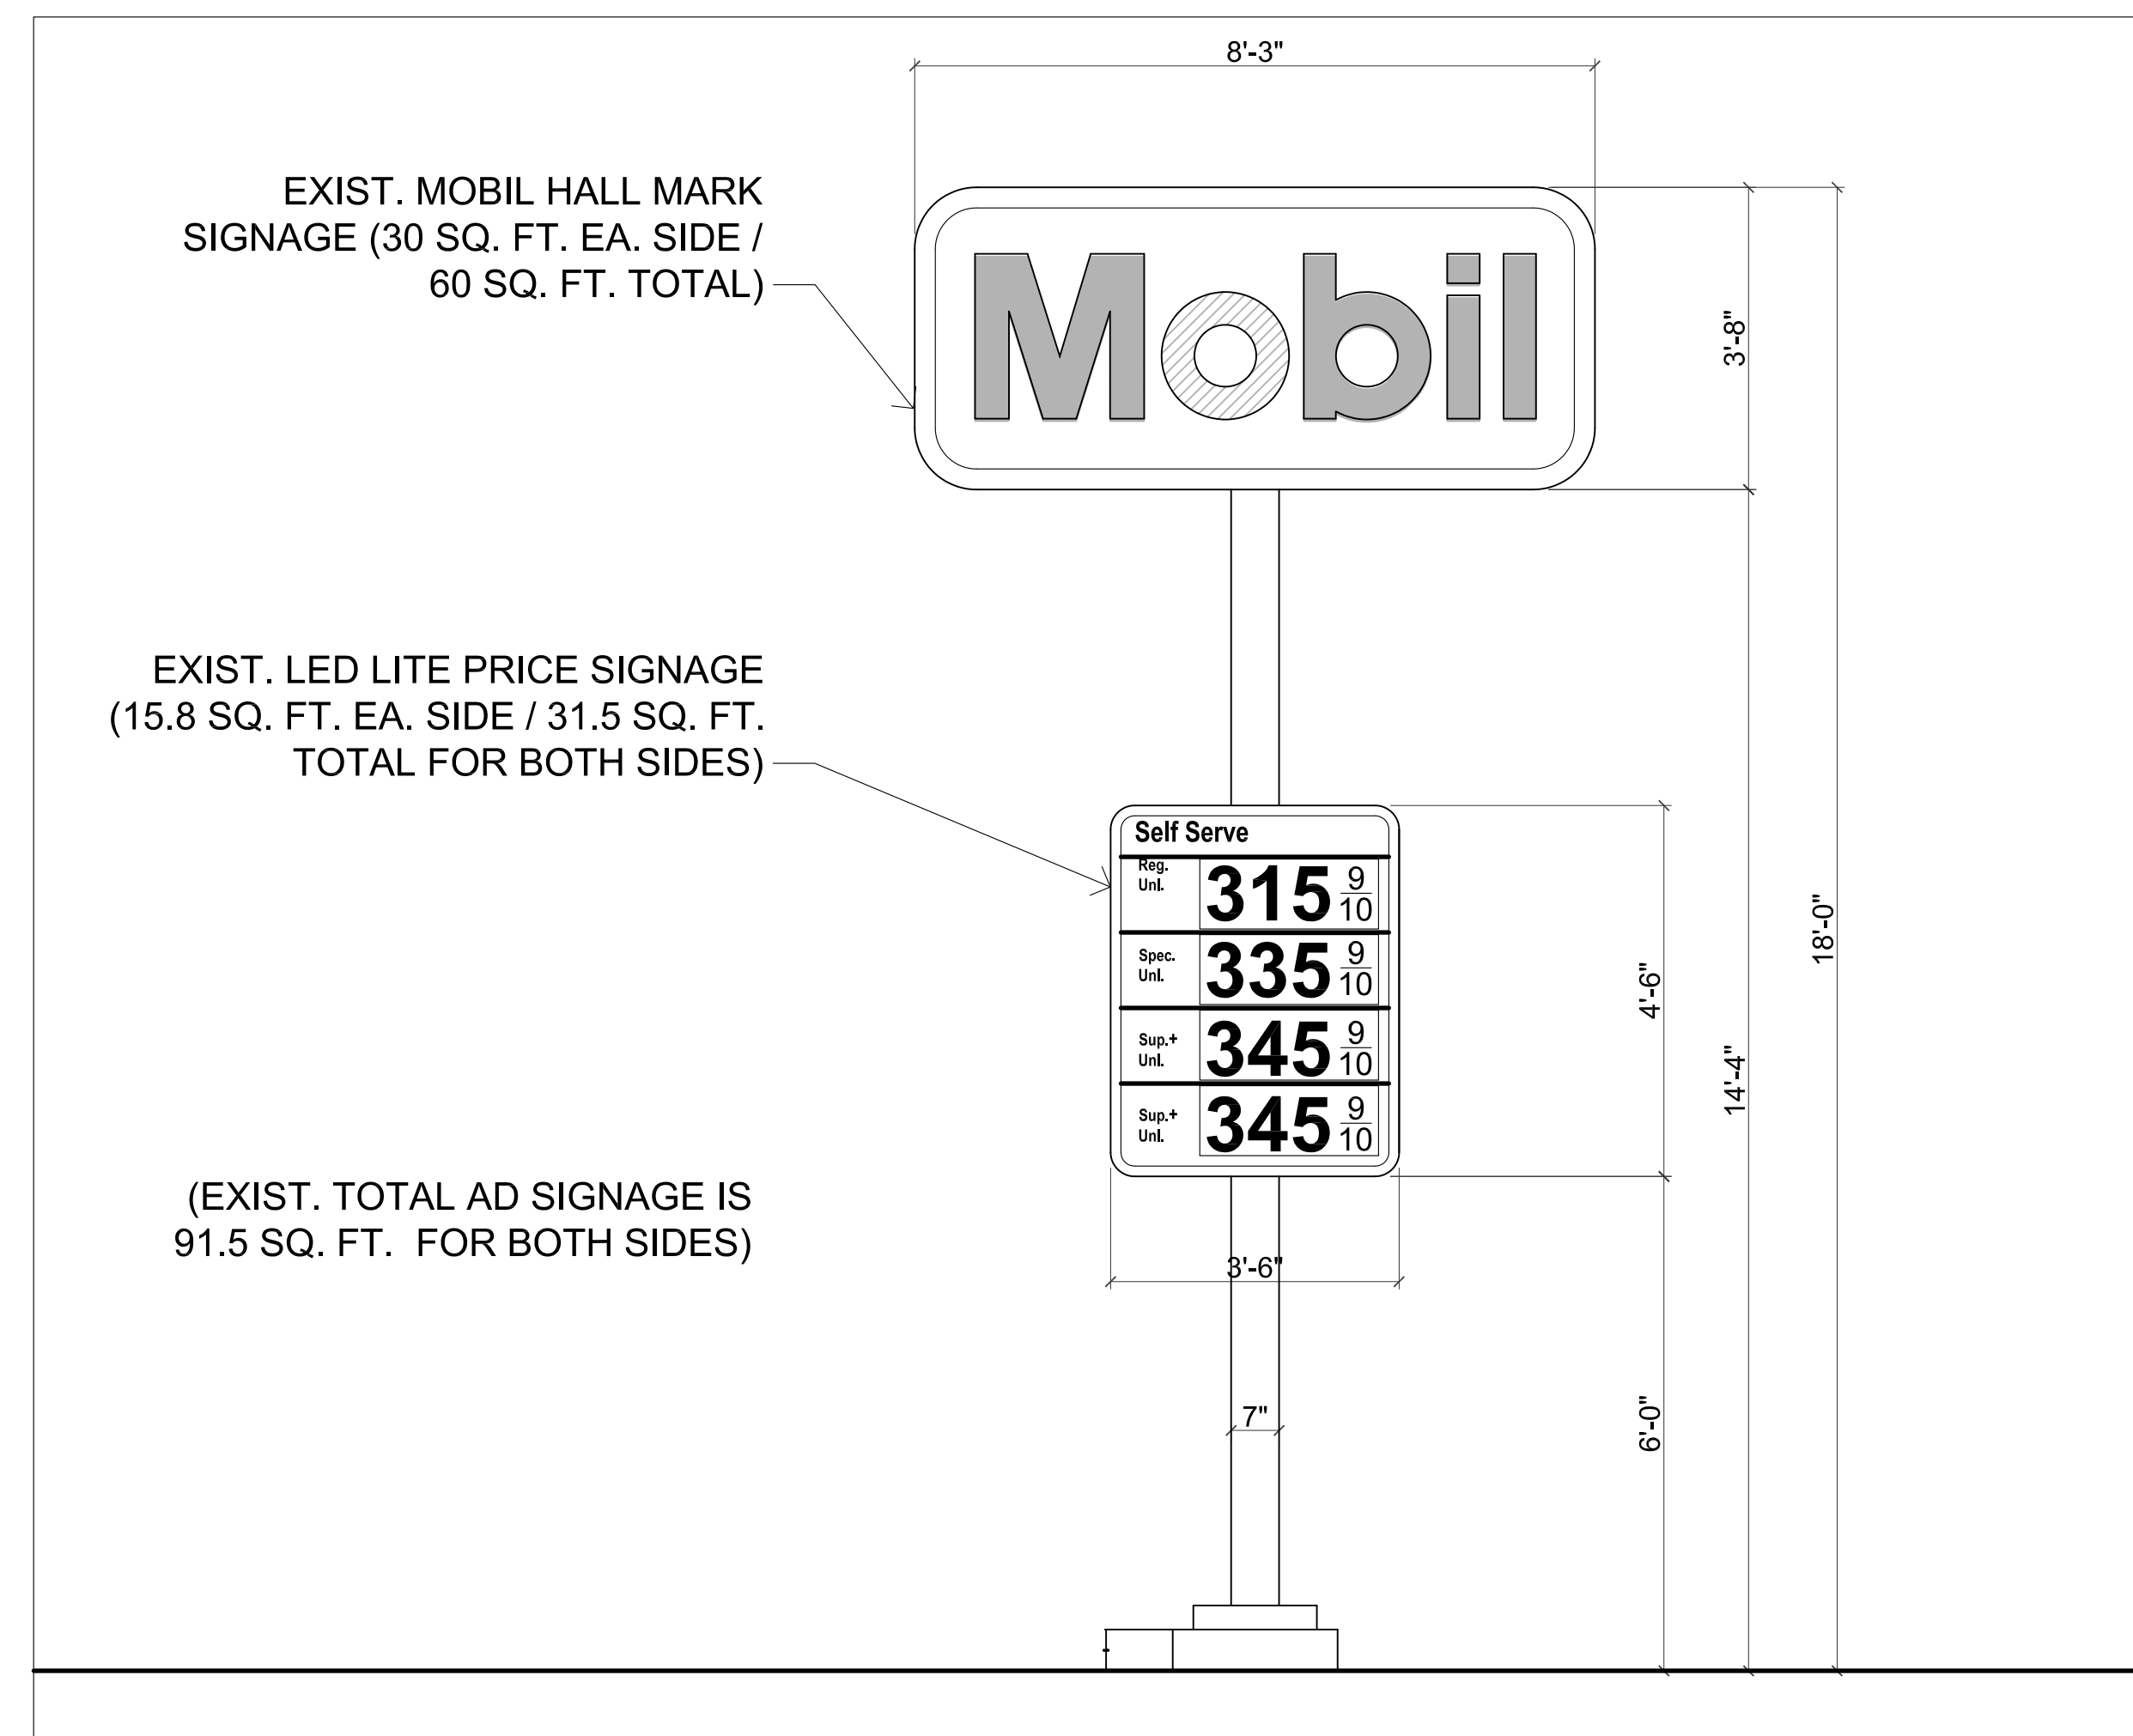 8'-3"
EXIST. MOBIL HALL MARK
SIGNAGE (30 SQ. FT. EA. SIDE /
60 SQ. FT. TOTAL)
Mobil
3'-8"
EXIST. LED LITE PRICE SIGNAGE
(15.8 SQ. FT. EA. SIDE / 31.5 SQ. FT.
TOTAL FOR BOTH SIDES)
Self Serve
Reg.
Unl.
315 9/10
Spec.
Unl.
335 9/10
Sup.+
Unl.
345 9/10
Sup.+
Unl.
345 9/10
4'-6"
14'-4"
18'-0"
(EXIST. TOTAL AD SIGNAGE IS
91.5 SQ. FT.  FOR BOTH SIDES)
3'-6"
7"
6'-0"